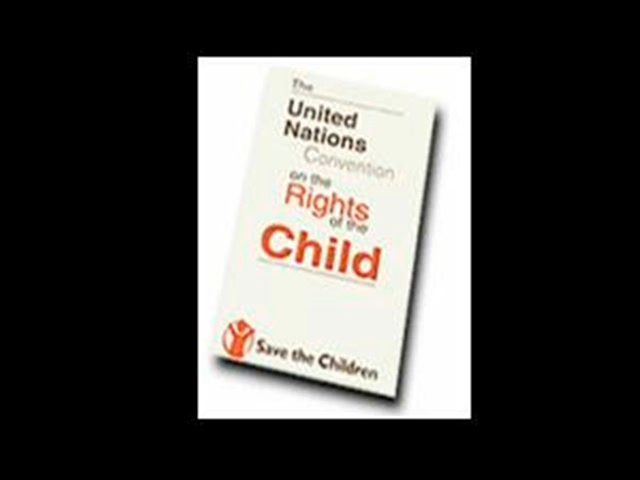 The
United
Nations
Convention
on the
Rights
of the
Child
Save the Children